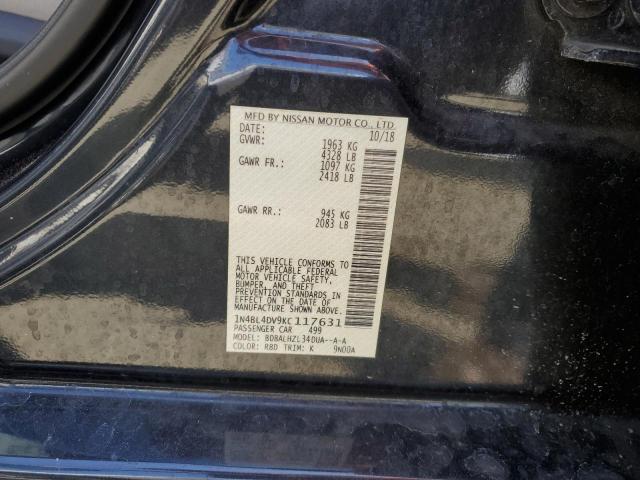 MFD BY NISSAN MOTOR CO., LTD
DATE: 10/18
GVWR: 1963 KG
4328 LB
GAWR FR.: 1097 KG
2418 LB
GAWR RR.: 945 KG
2083 LB
THIS VEHICLE CONFORMS TO
ALL APPLICABLE FEDERAL
MOTOR VEHICLE SAFETY,
BUMPER, AND THEFT
PREVENTION STANDARDS IN
EFFECT ON THE DATE OF
MANUFACTURE SHOWN ABOVE.
1N4BL4DV9KC117631
PASSENGER CAR 499
MODEL: BDBALHZL34DUA--A-A
COLOR: RBD TRIM: K 9N00A